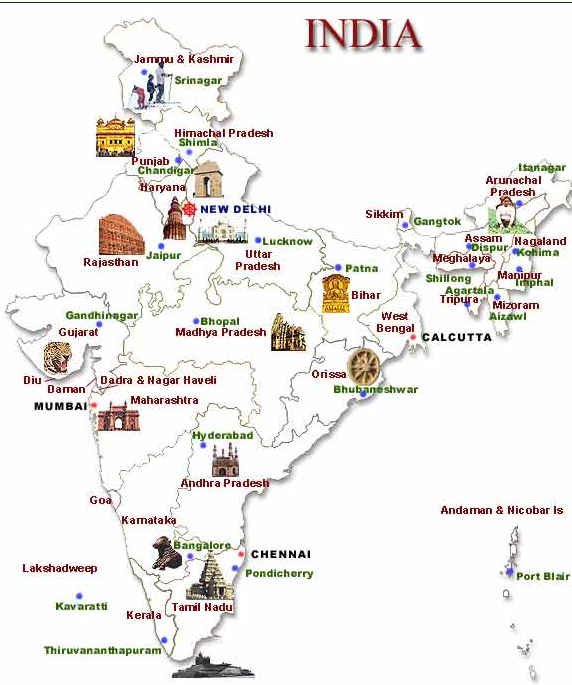 INDIA
Jammu & Kashmir
Srinagar
Himachal Pradesh
Shimla
Punjab
Chandigar
Haryana
NEW DELHI
Itanagar
Arunachal
Pradesh
Sikkim
Gangtok
Assam
Dispur
Nagaland
Kohima
Meghalaya
Shillong
Manipur
Imphal
Agartala
Tripura
Mizoram
Aizawl
Rajasthan
Jaipur
Lucknow
Uttar
Pradesh
Patna
Bihar
West
Bengal
CALCUTTA
Gandhinagar
Gujarat
Bhopal
Madhya Pradesh
Orissa
Bhubaneshwar
Diu
Daman
Dadra & Nagar Haveli
MUMBAI
Maharashtra
Hyderabad
Andhra Pradesh
Goa
Karnataka
Bangalore
CHENNAI
Pondicherry
Andaman & Nicobar Is
Port Blair
Lakshadweep
Kavaratti
Kerala
Tamil Nadu
Thiruvananthapuram